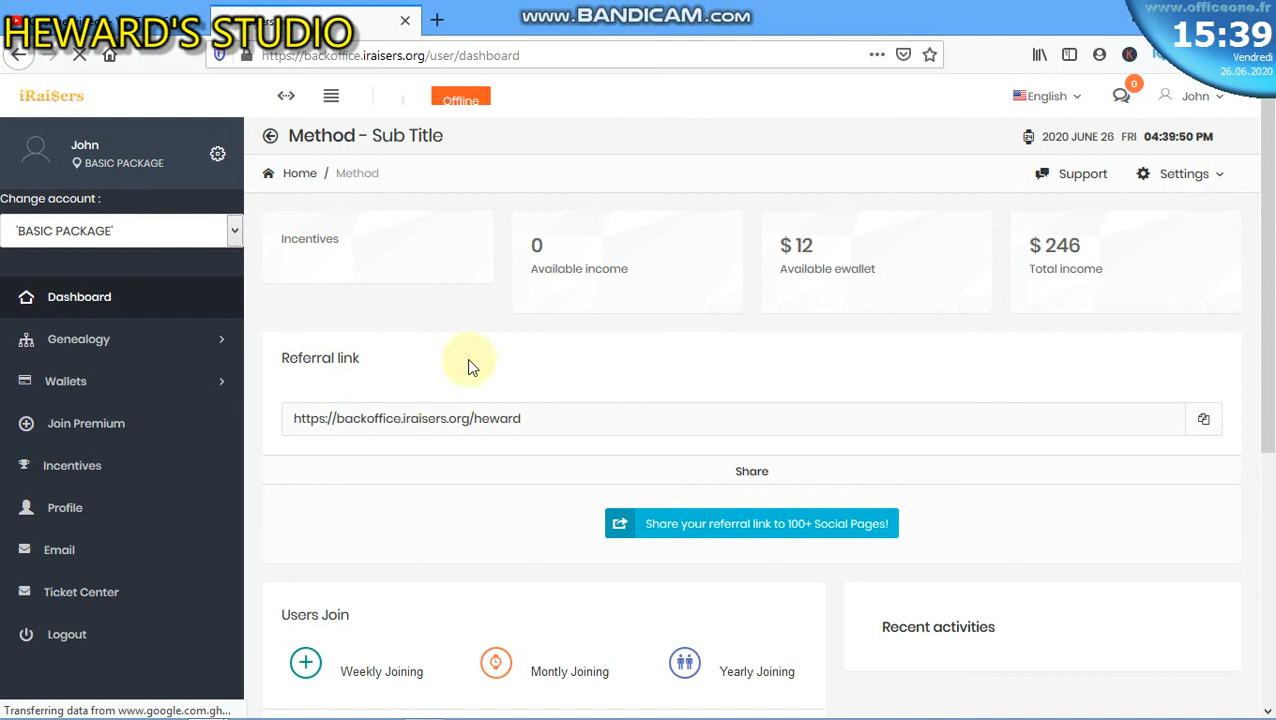 HEWARD'S STUDIO
www.BANDICAM.com
www.officeone.fr
15:39
Vendredi
26.06.2020
https://backoffice.iraisers.org/user/dashboard
iRai$ers
Offline
English
0
John
John
BASIC PACKAGE
Method - Sub Title
2020 JUNE 26 FRI 04:39:50 PM
Change account :
Home / Method
Support
Settings
'BASIC PACKAGE'
Incentives
0
Available income
$ 12
Available ewallet
$ 246
Total income
Dashboard
Genealogy
Wallets
Join Premium
Incentives
Profile
Email
Ticket Center
Logout
Referral link
https://backoffice.iraisers.org/heward
Share
Share your referral link to 100+ Social Pages!
Users Join
Weekly Joining
Montly Joining
Yearly Joining
Recent activities
Transferring data from www.google.com.gh...